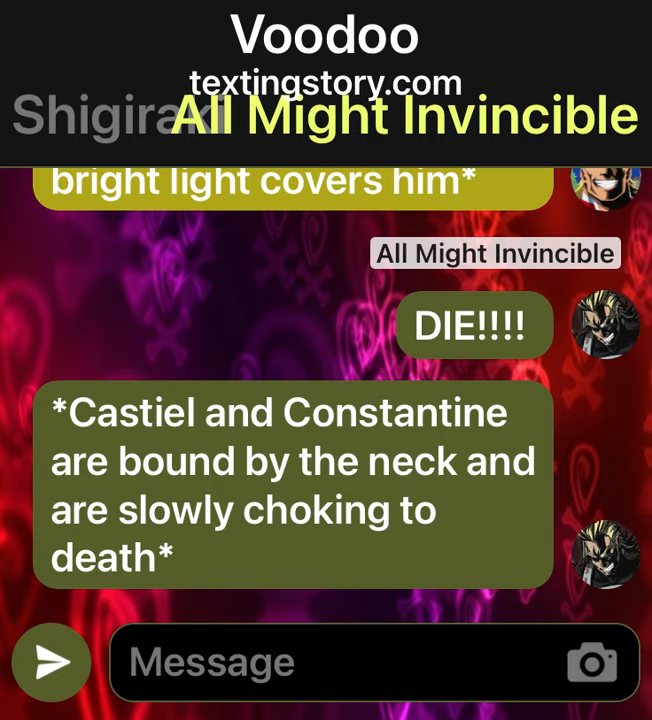 Voodoo
textingstory.com
Shigiraki
All Might Invincible
bright light covers him*
All Might Invincible
DIE!!!!
*Castiel and Constantine
are bound by the neck and
are slowly choking to
death*
Message